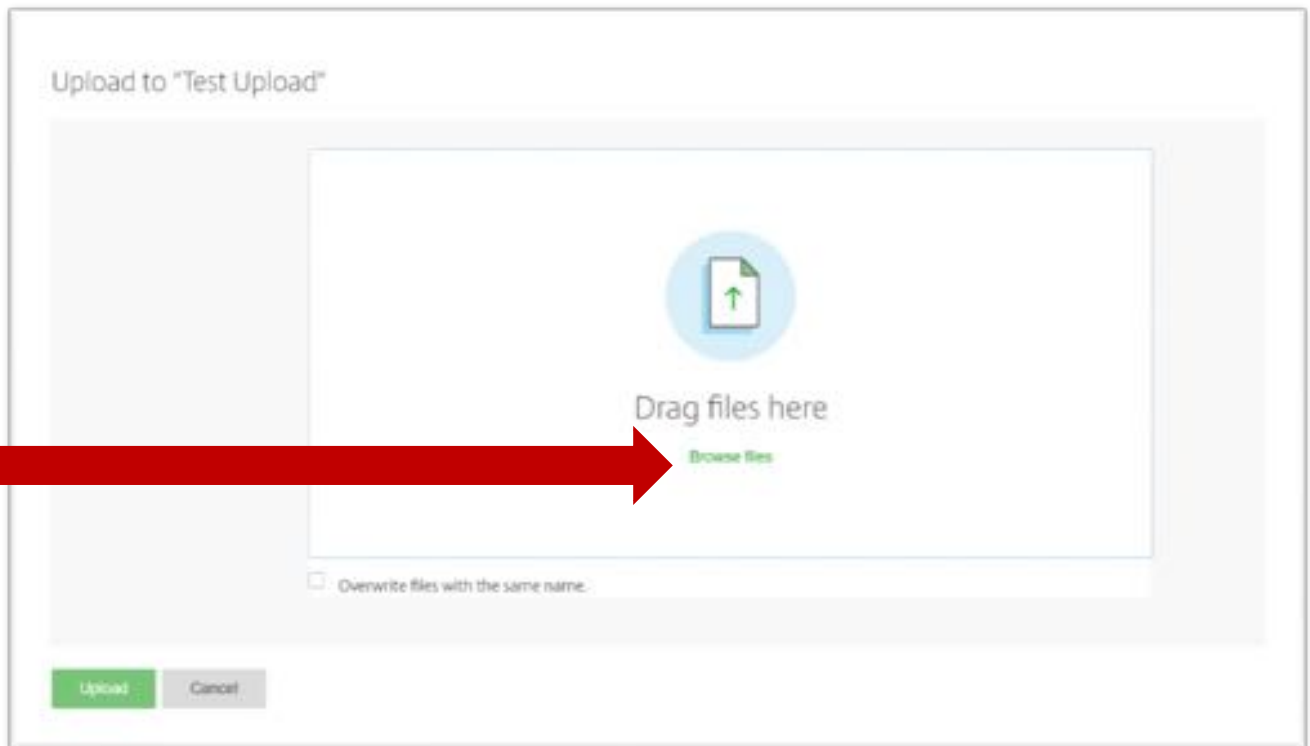 Upload to "Test Upload"
Drag files here
Browse files
Overwrite files with the same name.
Upload
Cancel